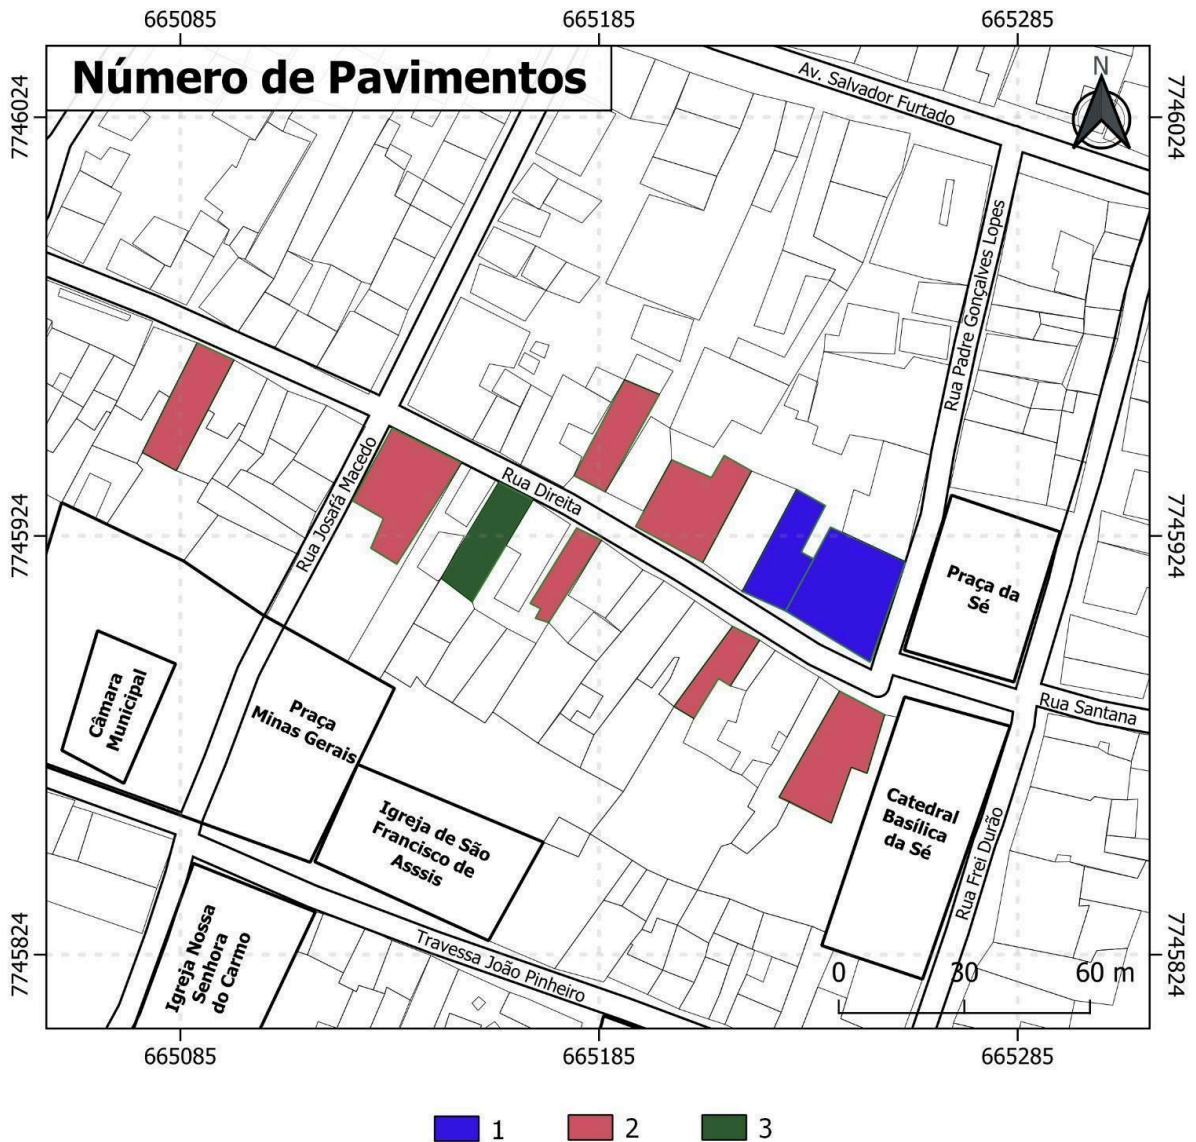 665085
665185
665285
Número de Pavimentos
N
7746024
7746024
Av. Salvador Furtado
Rua Padre Gonçalves Lopes
Rua Josafá Macedo
Rua Direita
7745924
7745924
Praça da
Sé
Câmara
Municipal
Praça
Minas Gerais
Rua Santana
Igreja de São
Francisco de
Asssis
Catedral
Basílica
da Sé
Rua Frei Durão
Igreja Nossa
Senhora
do Carmo
Travessa João Pinheiro
7745824
7745824
0 30 60 m
665085
665185
665285
1 2 3